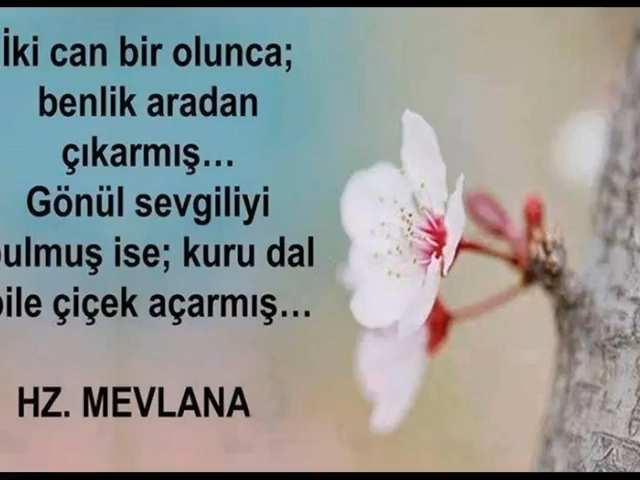 İki can bir olunca;
benlik aradan
çıkarmış...
Gönül sevgiliyi
bulmuş ise; kuru dal
bile çiçek açarmış...
HZ. MEVLANA